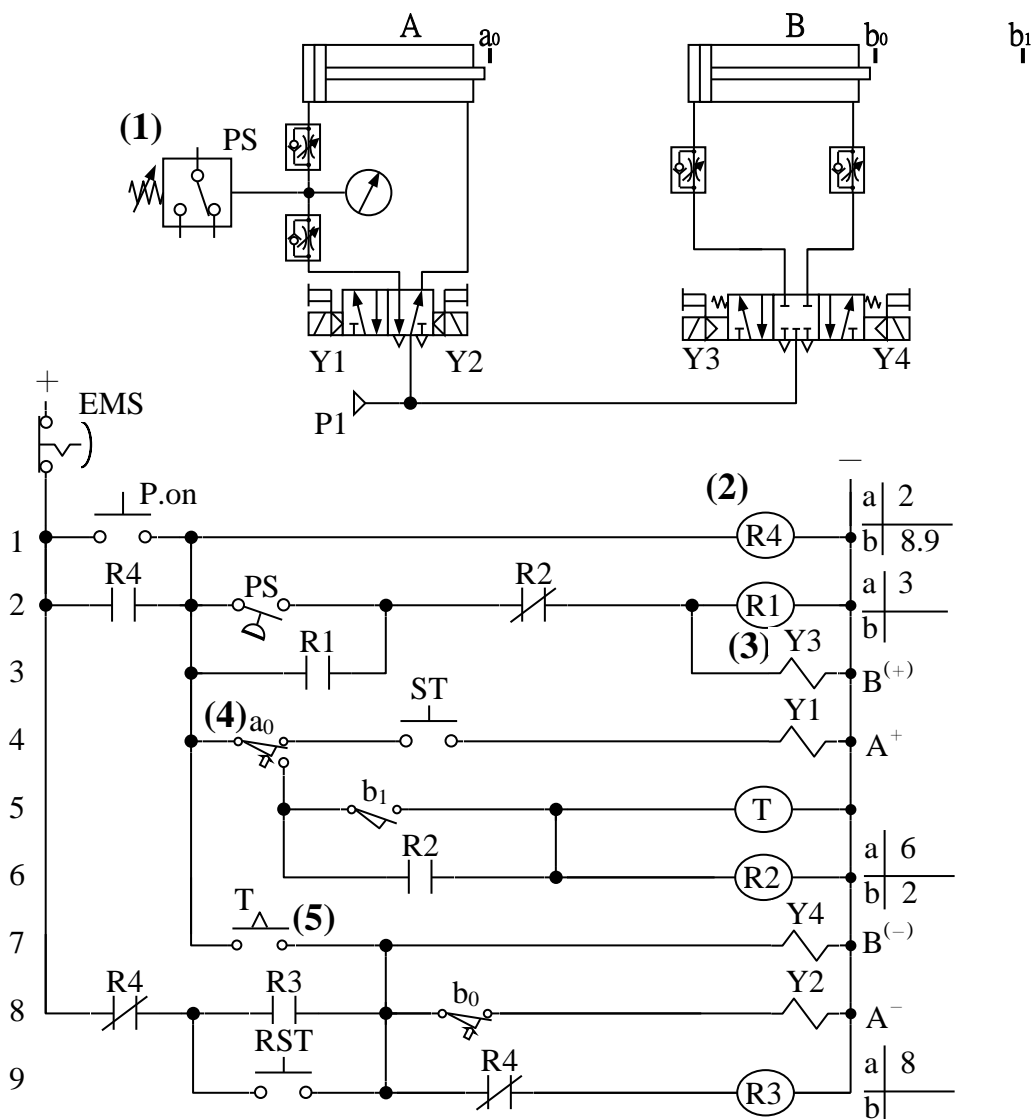 A a0 B b0 b1
(1) PS
Y1 Y2 Y3 Y4
P1
+ EMS −
P.on (2) a 2
1 R4 b 8.9
R4 PS R2 a 3
2 R1 b
R1 (3) Y3
3 B(+)
ST Y1
(4) a0
4 A+
b1
5 T
R2 a 6
6 R2 b 2
T (5) Y4
7 B(−)
R4 R3 b0 Y2
8 A−
RST R4 a 8
9 R3 b